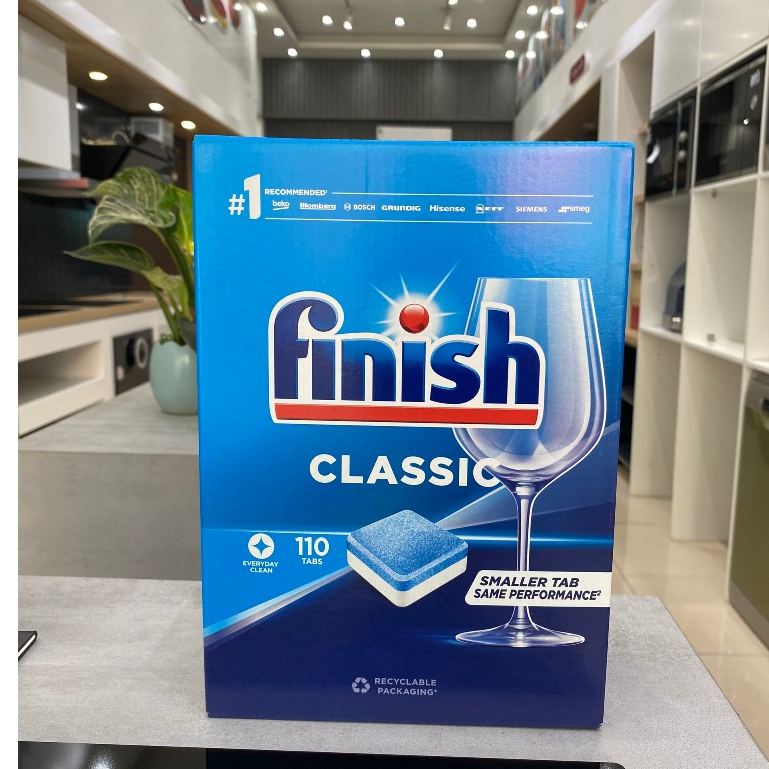 #1 RECOMMENDED¹
beko Blomberg BOSCH GRUNDIG Hisense NEFF SIEMENS smeg
finish
CLASSIC
EVERYDAY
CLEAN
110
TABS
SMALLER TAB
SAME PERFORMANCE²
RECYCLABLE
PACKAGING*